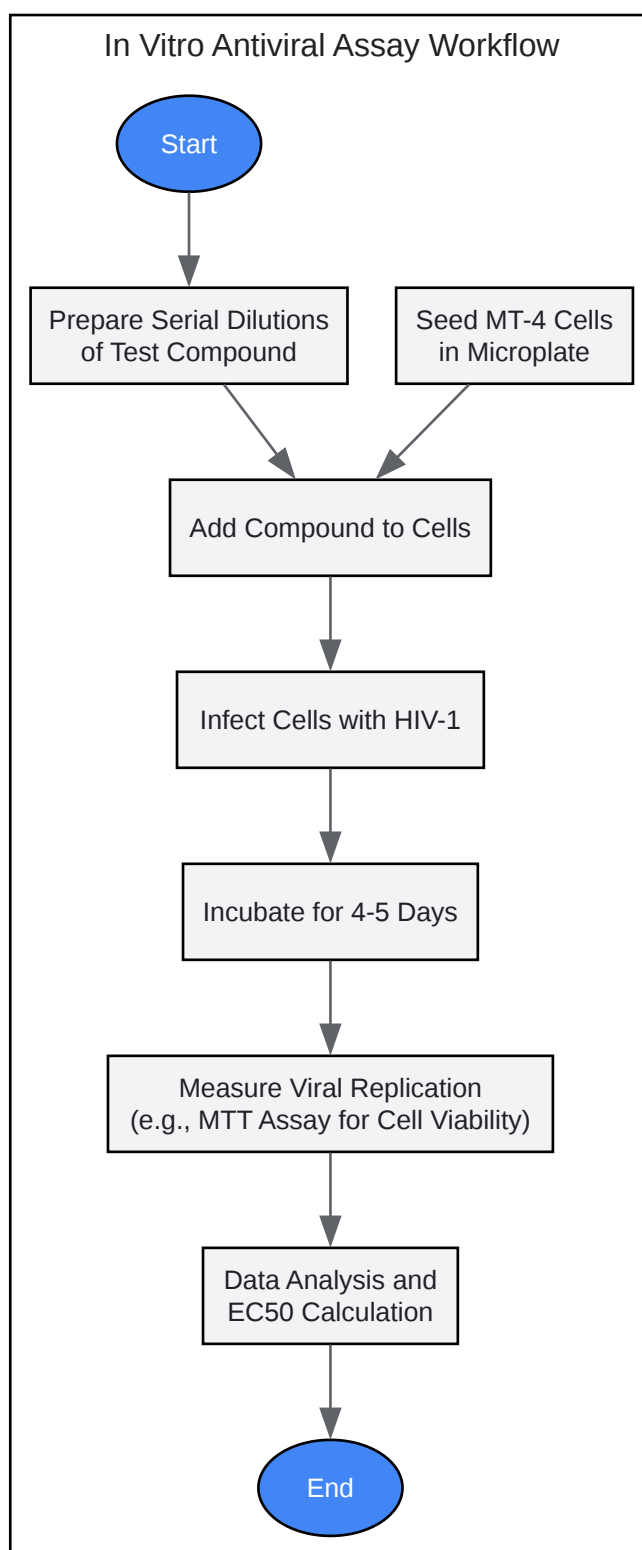 In Vitro Antiviral Assay Workflow
Start
Prepare Serial Dilutions
of Test Compound
Seed MT-4 Cells
in Microplate
Add Compound to Cells
Infect Cells with HIV-1
Incubate for 4-5 Days
Measure Viral Replication
(e.g., MTT Assay for Cell Viability)
Data Analysis and
EC50 Calculation
End